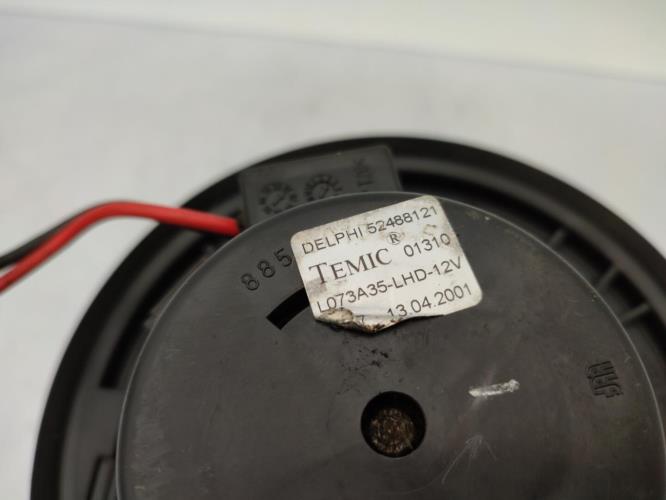 DELPHI 52488121
TEMIC® 01310
L073A35-LHD-12V
13.04.2001
885